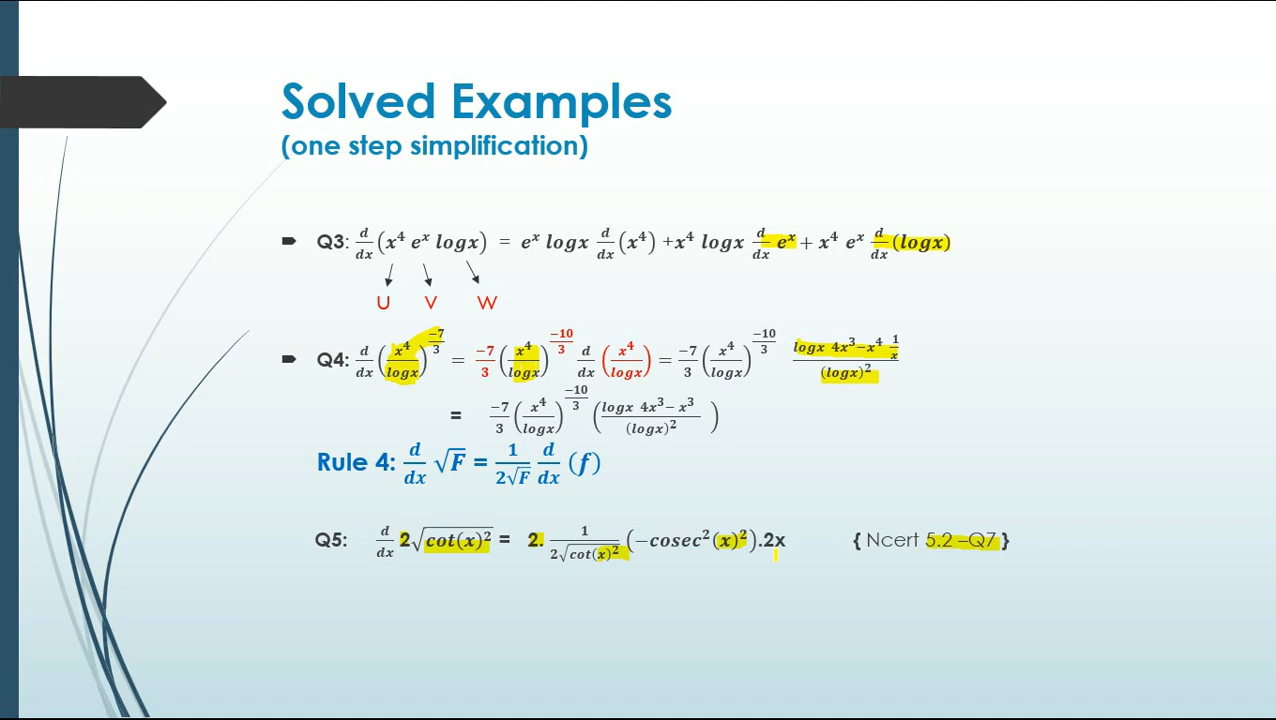 Solved Examples
(one step simplification)
Q3: d/dx (x⁴ eˣ logx) = eˣ logx d/dx (x⁴) +x⁴ logx d/dx eˣ + x⁴ eˣ d/dx (logx)
U V W
Q4: d/dx (x⁴/logx)^(-7/3) = -7/3 (x⁴/logx)^(-10/3) d/dx (x⁴/logx) = -7/3 (x⁴/logx)^(-10/3) (logx 4x³−x⁴ 1/x)/(logx)²
= -7/3 (x⁴/logx)^(-10/3) ((logx 4x³− x³)/(logx)²)
Rule 4: d/dx √F = 1/(2√F) d/dx (f)
Q5: d/dx 2√(cot(x)²) = 2. 1/(2√cot(x)²) (−cosec²(x)²).2x { Ncert 5.2 –Q7 }